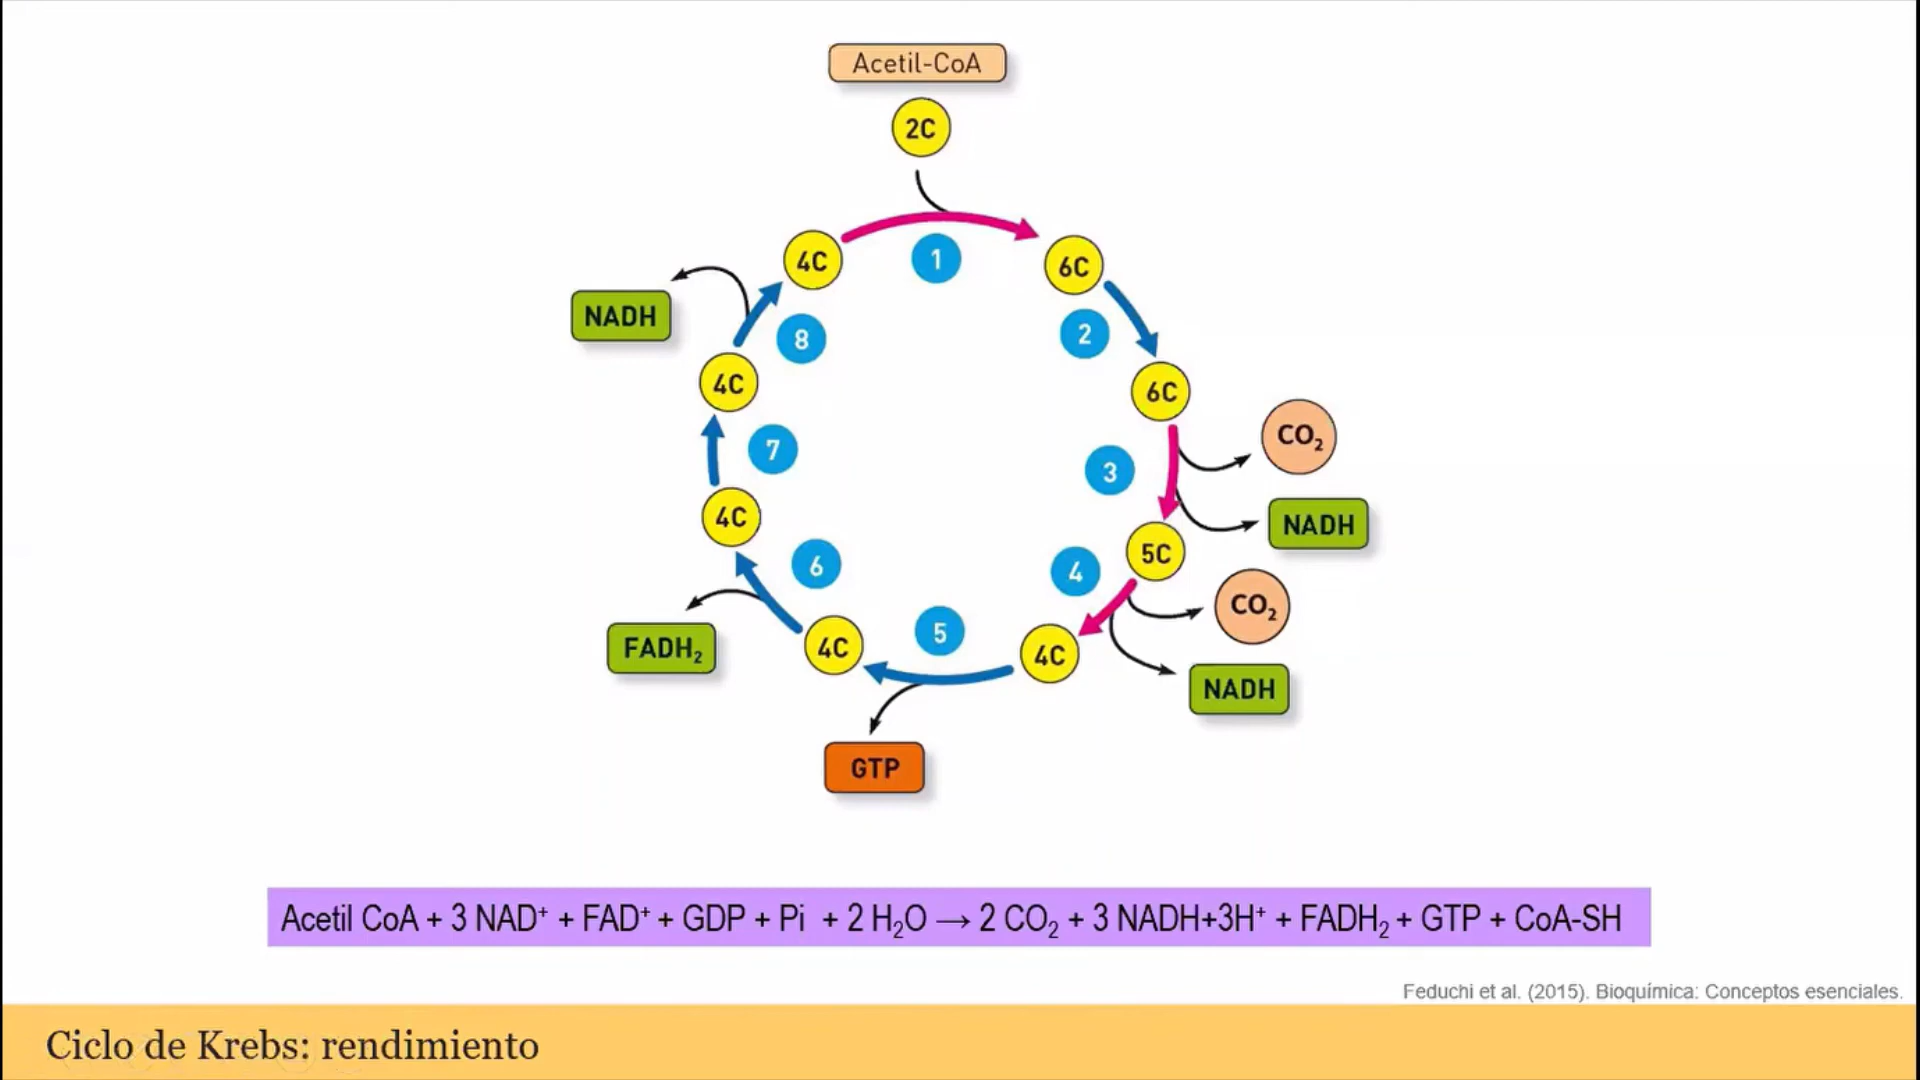 Acetil-CoA
2C
4C
1
6C
NADH
8
2
4C
6C
CO₂
7
3
4C
NADH
5C
6
4
CO₂
FADH₂
4C
5
4C
NADH
GTP
Acetil CoA + 3 NAD⁺ + FAD⁺ + GDP + Pi + 2 H₂O → 2 CO₂ + 3 NADH+3H⁺ + FADH₂ + GTP + CoA-SH
Feduchi et al. (2015). Bioquímica: Conceptos esenciales.
Ciclo de Krebs: rendimiento